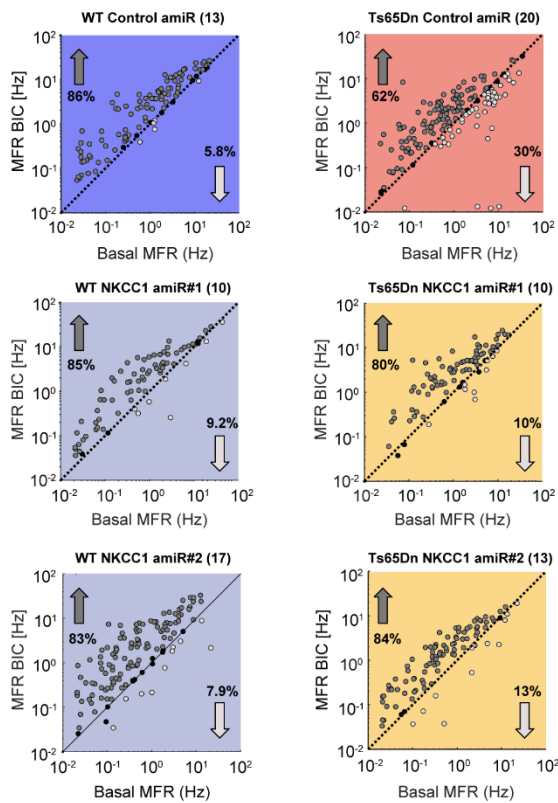 WT Control amiR (13)
MFR BIC [Hz]
10²
10¹
10⁰
10⁻¹
10⁻²
86%
5.8%
10⁻² 10⁻¹ 10⁰ 10¹ 10²
Basal MFR (Hz)
Ts65Dn Control amiR (20)
MFR BIC [Hz]
10²
10¹
10⁰
10⁻¹
10⁻²
62%
30%
10⁻² 10⁻¹ 10⁰ 10¹ 10²
Basal MFR (Hz)
WT NKCC1 amiR#1 (10)
MFR BIC [Hz]
10²
10¹
10⁰
10⁻¹
10⁻²
85%
9.2%
10⁻² 10⁻¹ 10⁰ 10¹ 10²
Basal MFR (Hz)
Ts65Dn NKCC1 amiR#1 (10)
MFR BIC [Hz]
10²
10¹
10⁰
10⁻¹
10⁻²
80%
10%
10⁻² 10⁻¹ 10⁰ 10¹ 10²
Basal MFR (Hz)
WT NKCC1 amiR#2 (17)
MFR BIC [Hz]
10²
10¹
10⁰
10⁻¹
10⁻²
83%
7.9%
10⁻² 10⁻¹ 10⁰ 10¹ 10²
Basal MFR (Hz)
Ts65Dn NKCC1 amiR#2 (13)
MFR BIC [Hz]
10²
10¹
10⁰
10⁻¹
10⁻²
84%
13%
10⁻² 10⁻¹ 10⁰ 10¹ 10²
Basal MFR (Hz)